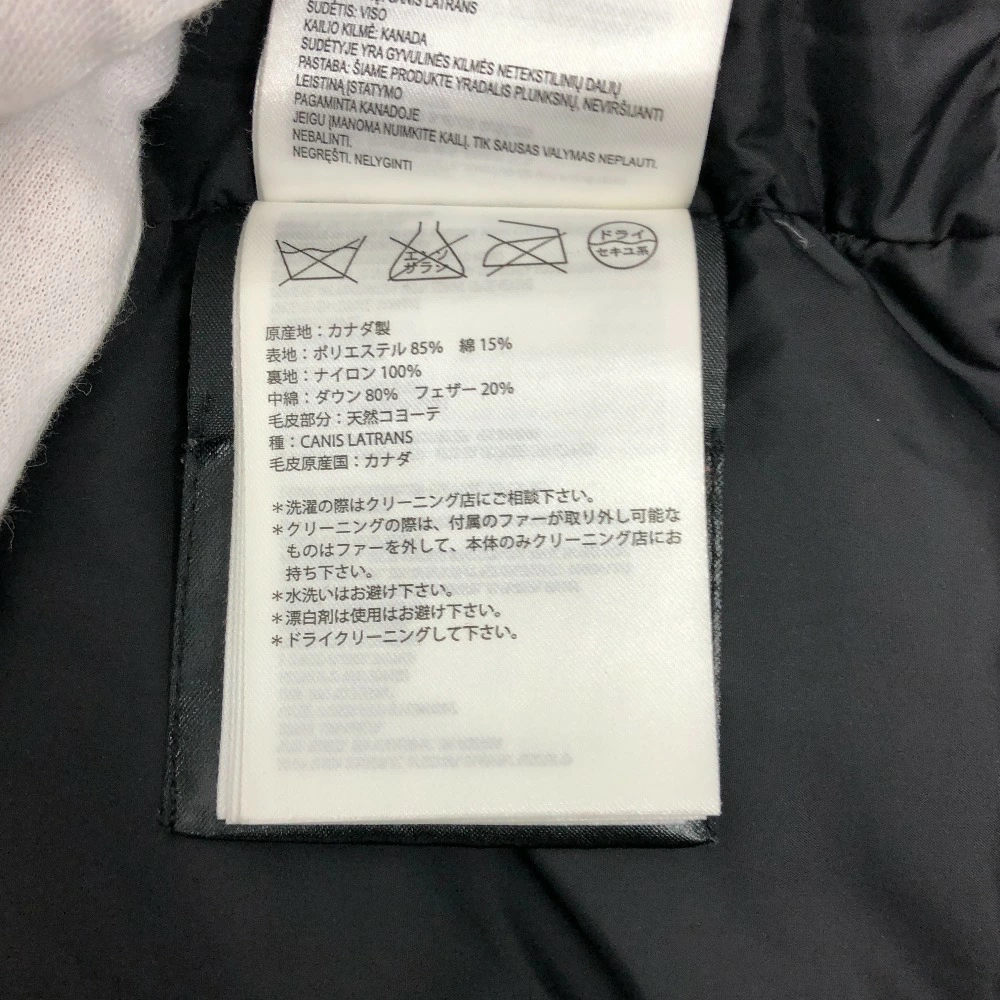 CANIS LATRANS
SUDĖTIS: VISO
KAILIO KILMĖ: KANADA
SUDĖTYJE YRA GYVULINĖS KILMĖS NETEKSTILINIŲ DALIŲ
PASTABA: ŠIAME PRODUKTE YRADALIS PLUNKSNŲ, NEVIRŠIJANTI
LEISTINĄ ĮSTATYMO
PAGAMINTA KANADOJE
JEIGU ĮMANOMA NUIMKITE KAILĮ. TIK SAUSAS VALYMAS NEPLAUTI.
NEBALINTI.
NEGRĘŠTI. NELYGINTI
エンソ
サラシ
ドライ
セキユ系
原産地：カナダ製
表地：ポリエステル 85%　綿 15%
裏地：ナイロン 100%
中綿：ダウン 80%　フェザー 20%
毛皮部分：天然コヨーテ
種：CANIS LATRANS
毛皮原産国：カナダ
＊洗濯の際はクリーニング店にご相談下さい。
＊クリーニングの際は、付属のファーが取り外し可能な
ものはファーを外して、本体のみクリーニング店にお
持ち下さい。
＊水洗いはお避け下さい。
＊漂白剤は使用はお避け下さい。
＊ドライクリーニングして下さい。